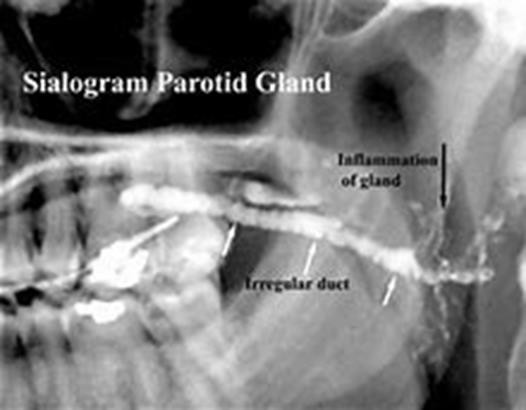 Sialogram Parotid Gland
Inflammation
of gland
Irregular duct